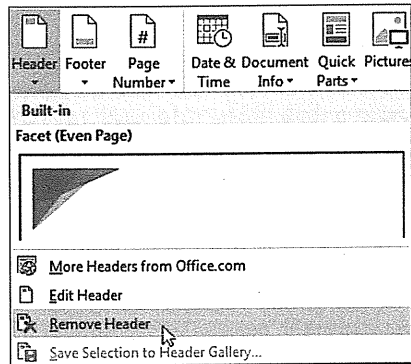 Header Footer Page Date & Document Quick Pictures
Number Time Info Parts
Built-in
Facet (Even Page)
More Headers from Office.com
Edit Header
Remove Header
Save Selection to Header Gallery...